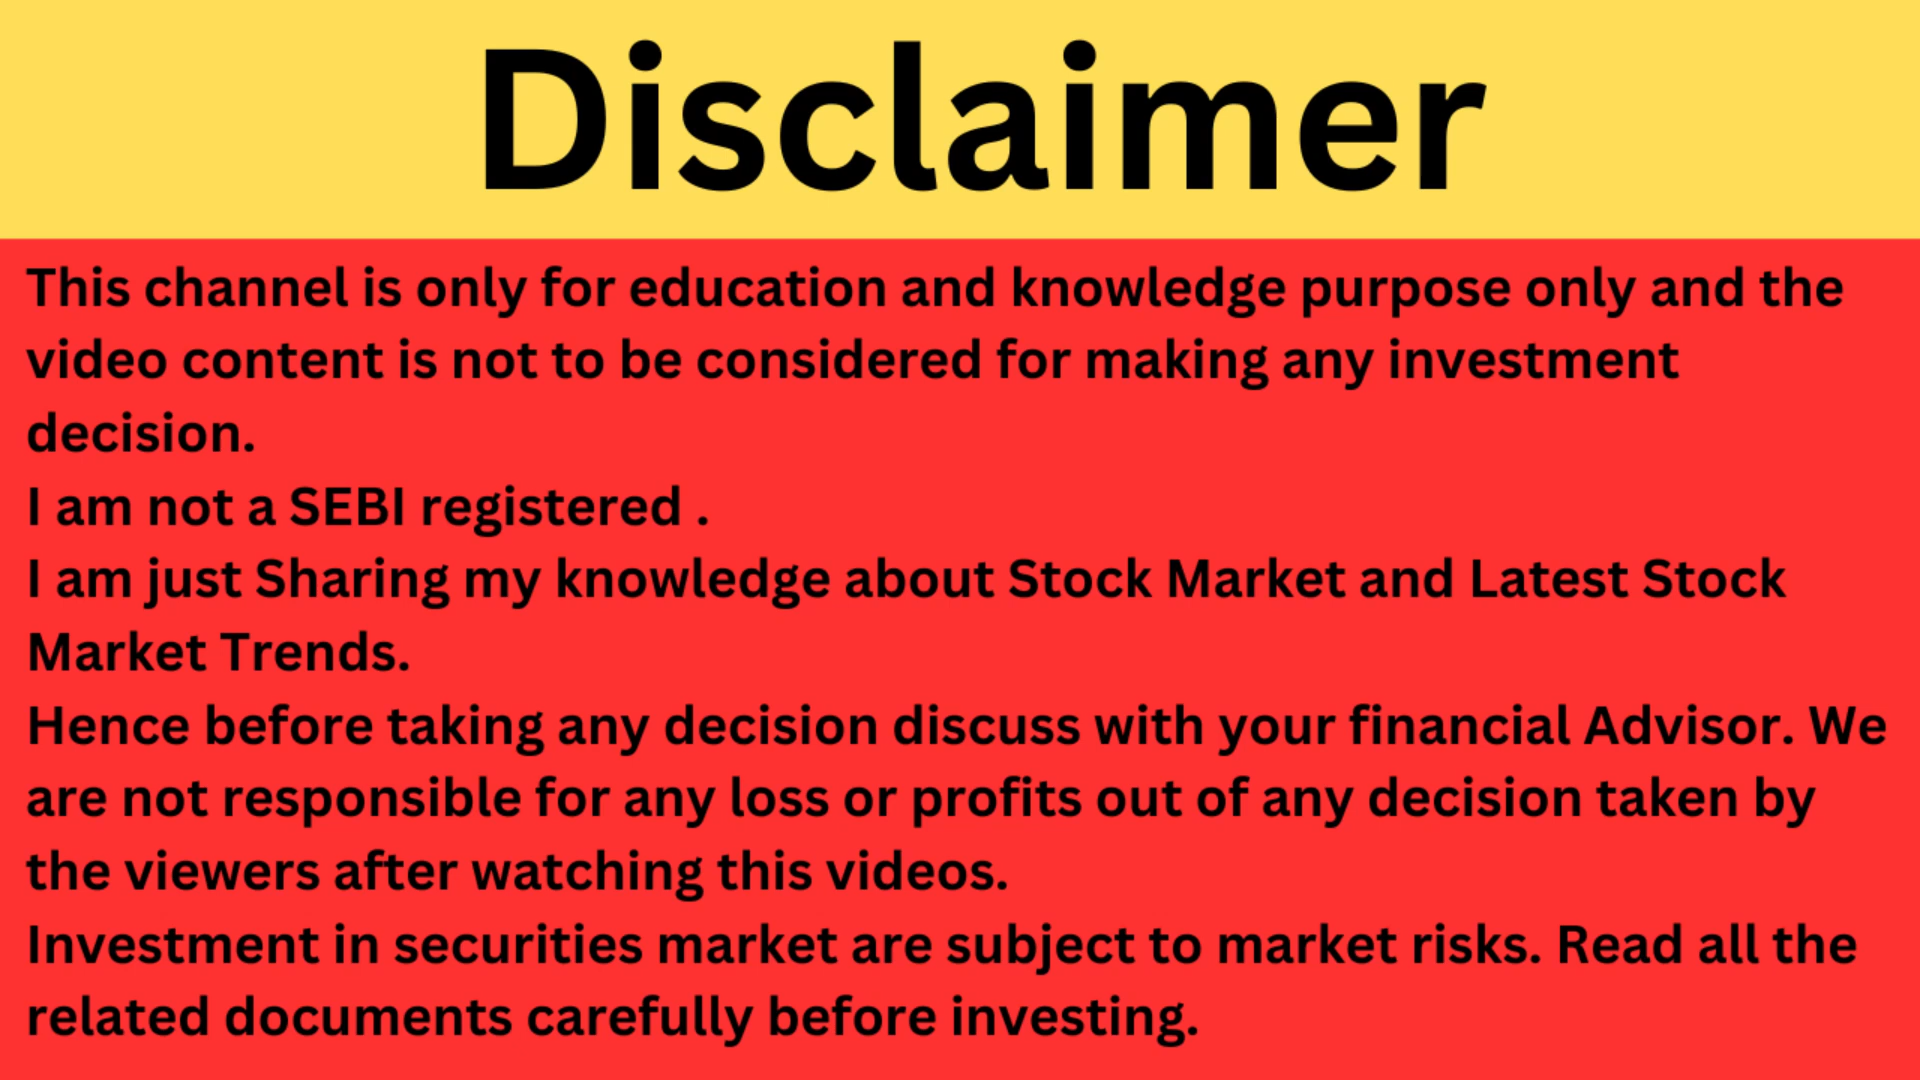 Disclaimer
This channel is only for education and knowledge purpose only and the
video content is not to be considered for making any investment
decision.
I am not a SEBI registered .
I am just Sharing my knowledge about Stock Market and Latest Stock
Market Trends.
Hence before taking any decision discuss with your financial Advisor. We
are not responsible for any loss or profits out of any decision taken by
the viewers after watching this videos.
Investment in securities market are subject to market risks. Read all the
related documents carefully before investing.